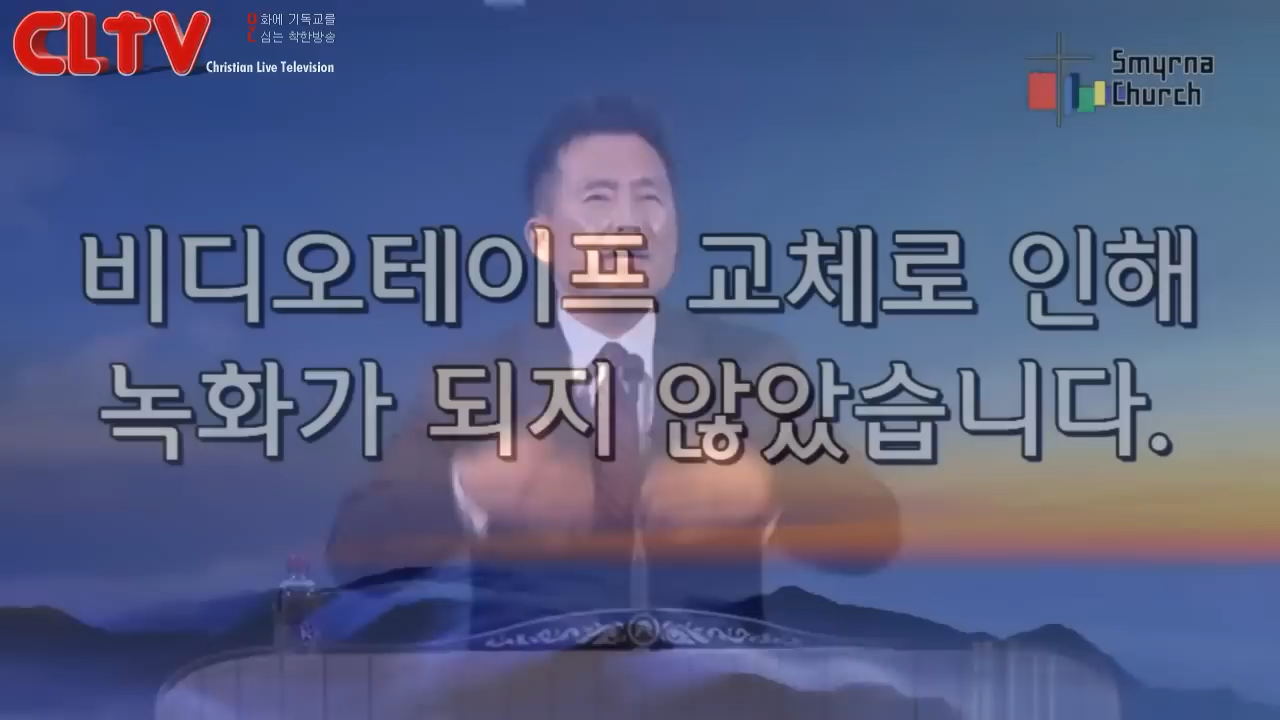 CLTV
문화에 기독교를
심는 착한방송
Christian Live Television
Smyrna
Church
비디오테이프 교체로 인해
녹화가 되지 않았습니다.